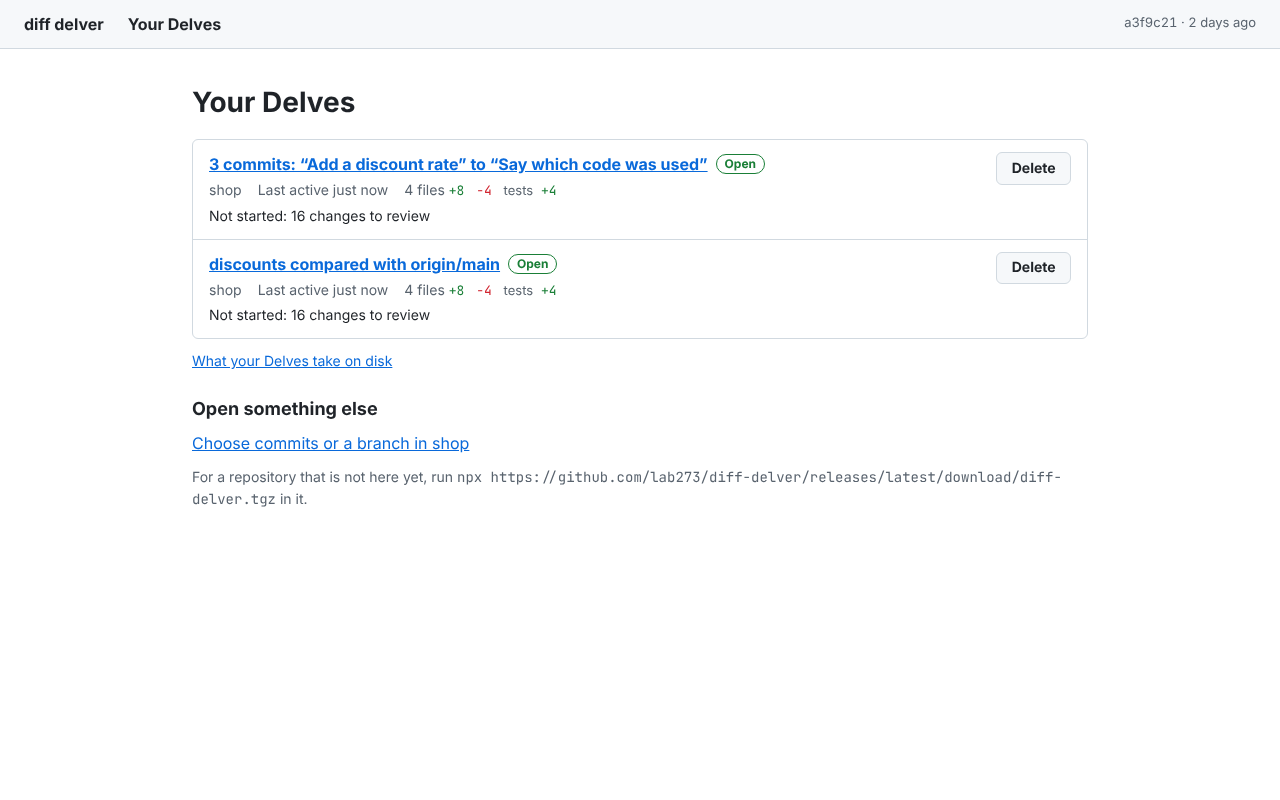 diff delver Your Delves a3f9c21 · 2 days ago
Your Delves
3 commits: “Add a discount rate” to “Say which code was used” Open Delete
shop Last active just now 4 files +8 -4 tests +4
Not started: 16 changes to review
discounts compared with origin/main Open Delete
shop Last active just now 4 files +8 -4 tests +4
Not started: 16 changes to review
What your Delves take on disk
Open something else
Choose commits or a branch in shop
For a repository that is not here yet, run npx https://github.com/lab273/diff-delver/releases/latest/download/diff-
delver.tgz in it.